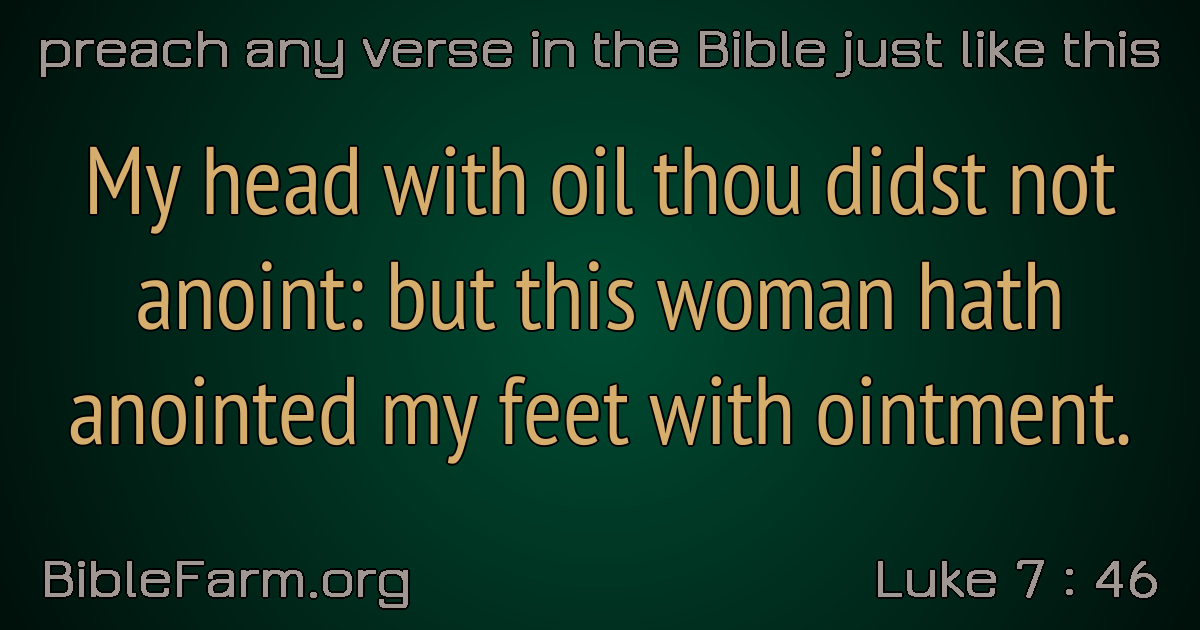 preach any verse in the Bible just like this
My head with oil thou didst not
anoint: but this woman hath
anointed my feet with ointment.
BibleFarm.org
Luke 7 : 46